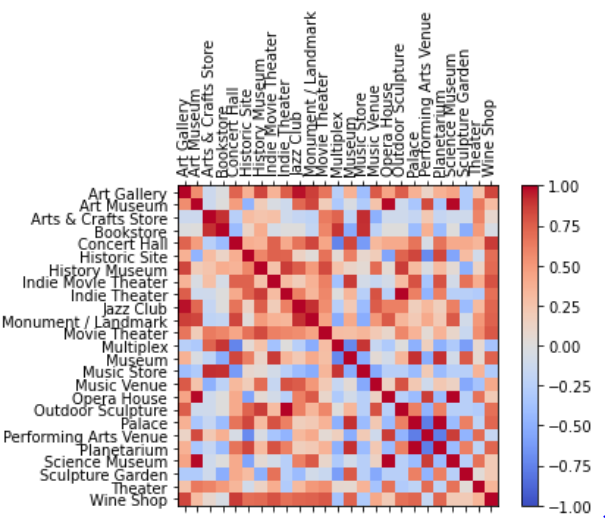 Art Gallery
Art Museum
Arts & Crafts Store
Bookstore
Concert Hall
Historic Site
History Museum
Indie Movie Theater
Indie Theater
Jazz Club
Monument / Landmark
Movie Theater
Multiplex
Museum
Music Store
Music Venue
Opera House
Outdoor Sculpture
Palace
Performing Arts Venue
Planetarium
Science Museum
Sculpture Garden
Theater
Wine Shop
Art Gallery
Art Museum
Arts & Crafts Store
Bookstore
Concert Hall
Historic Site
History Museum
Indie Movie Theater
Indie Theater
Jazz Club
Monument / Landmark
Movie Theater
Multiplex
Museum
Music Store
Music Venue
Opera House
Outdoor Sculpture
Palace
Performing Arts Venue
Planetarium
Science Museum
Sculpture Garden
Theater
Wine Shop
1.00
0.75
0.50
0.25
0.00
−0.25
−0.50
−0.75
−1.00